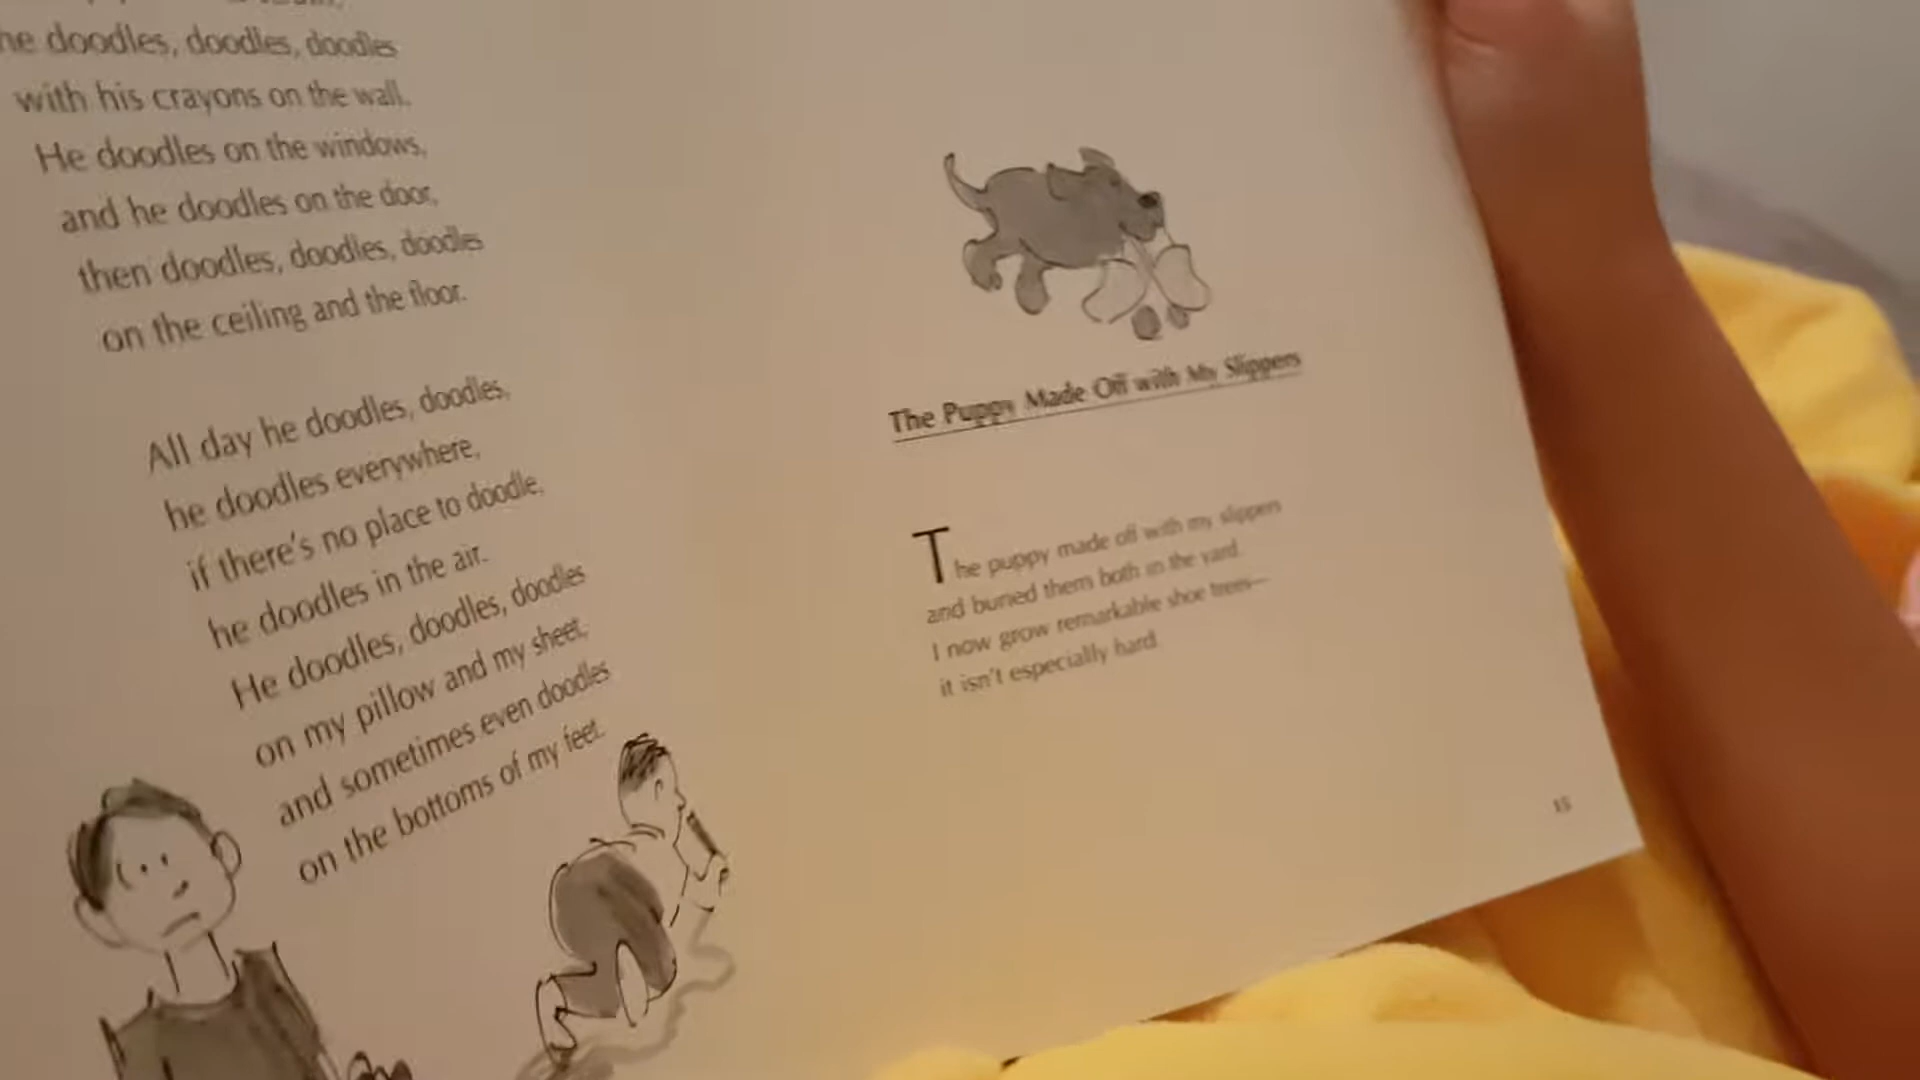 he doodles, doodles, doodles
with his crayons on the wall.
He doodles on the windows,
and he doodles on the door,
then doodles, doodles, doodles
on the ceiling and the floor.
All day he doodles, doodles,
he doodles everywhere,
if there's no place to doodle,
he doodles in the air.
He doodles, doodles, doodles
on my pillow and my sheet,
and sometimes even doodles
on the bottoms of my feet.
The Puppy Made Off with My Slippers
The puppy made off with my slippers
and buried them both in the yard.
I now grow remarkable shoe trees—
it isn't especially hard.
15